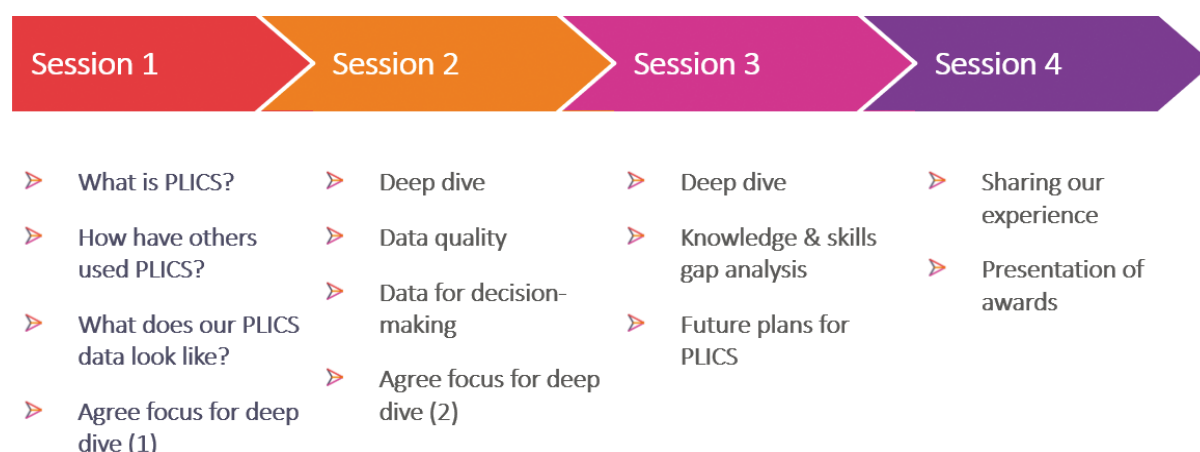 Session 1
Session 2
Session 3
Session 4
What is PLICS?
How have others
used PLICS?
What does our PLICS
data look like?
Agree focus for deep
dive (1)
Deep dive
Data quality
Data for decision-
making
Agree focus for deep
dive (2)
Deep dive
Knowledge & skills
gap analysis
Future plans for
PLICS
Sharing our
experience
Presentation of
awards